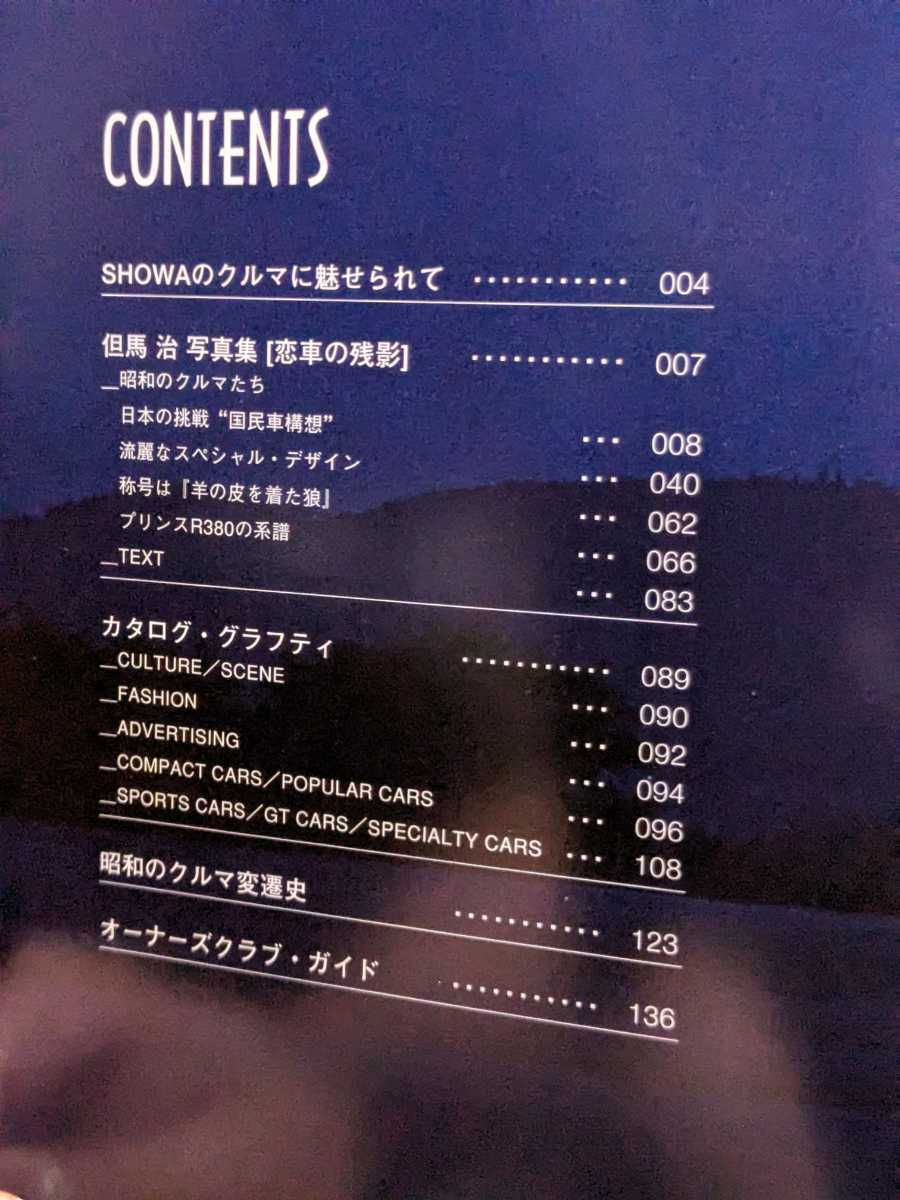 CONTENTS
SHOWAのクルマに魅せられて ・・・・・・・・・・・ 004
但馬 治 写真集 [恋車の残影] ・・・・・・・・・・・ 007
_昭和のクルマたち
日本の挑戦 “国民車構想” ・・・ 008
流麗なスペシャル・デザイン ・・・ 040
称号は『羊の皮を着た狼』 ・・・ 062
プリンスR380の系譜 ・・・ 066
_TEXT ・・・ 083
カタログ・グラフティ ・・・・・・・・・・・ 089
_CULTURE／SCENE ・・・ 090
_FASHION ・・・ 092
_ADVERTISING ・・・ 094
_COMPACT CARS／POPULAR CARS ・・・ 096
_SPORTS CARS／GT CARS／SPECIALTY CARS ・・・ 108
昭和のクルマ変遷史 ・・・・・・・・・・・ 123
オーナーズクラブ・ガイド ・・・・・・・・・・・ 136